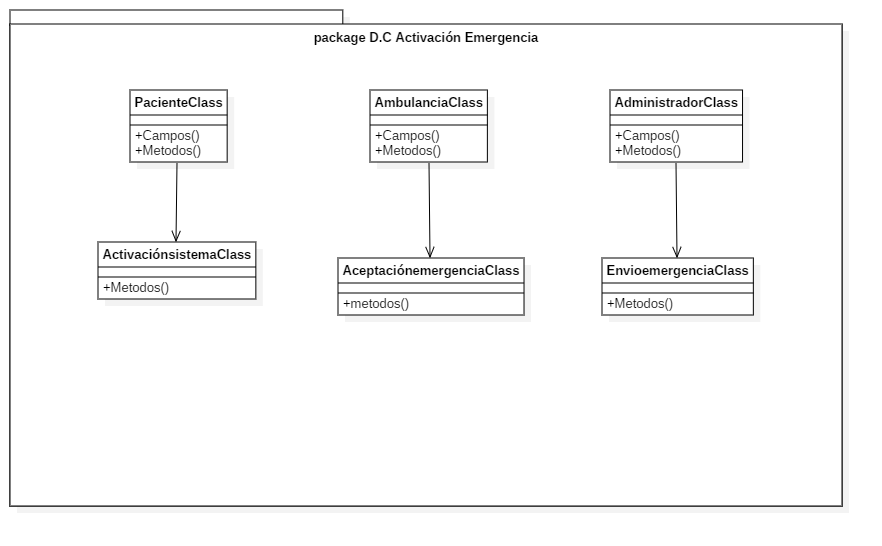 package D.C Activación Emergencia
PacienteClass
+Campos()
+Metodos()
AmbulanciaClass
+Campos()
+Metodos()
AdministradorClass
+Campos()
+Metodos()
ActivaciónsistemaClass
+Metodos()
AceptaciónemergenciaClass
+metodos()
EnvioemergenciaClass
+Metodos()